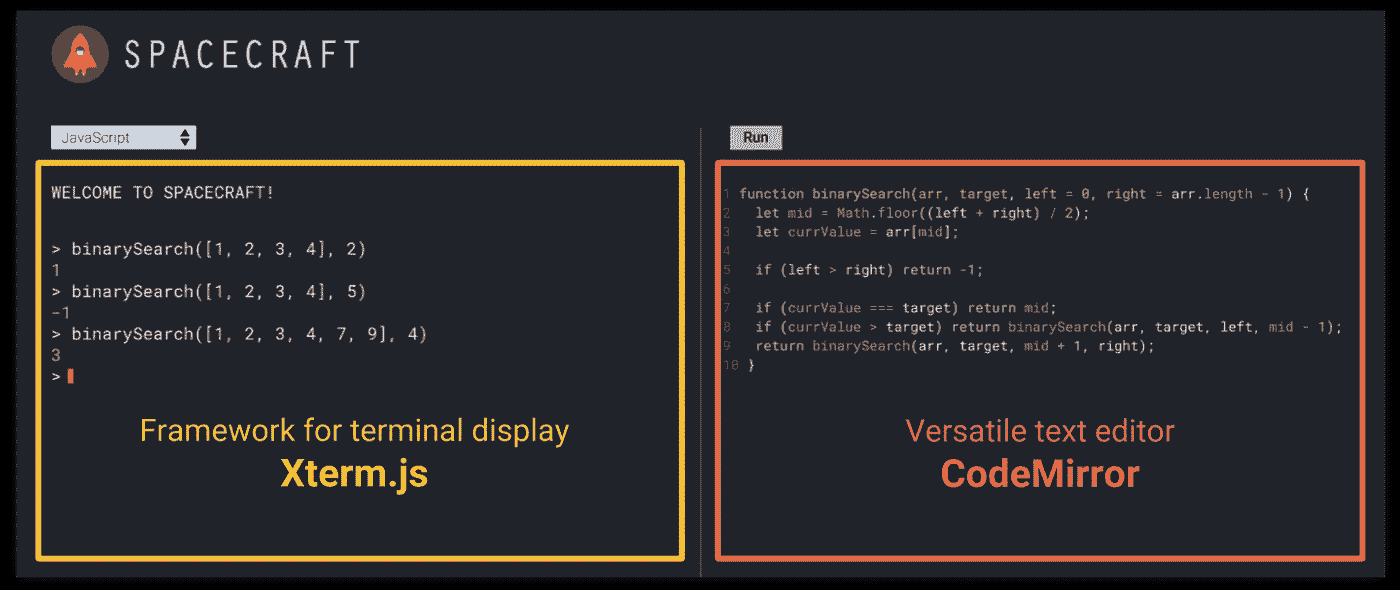 SPACECRAFT
JavaScript
WELCOME TO SPACECRAFT!
> binarySearch([1, 2, 3, 4], 2)
1
> binarySearch([1, 2, 3, 4], 5)
-1
> binarySearch([1, 2, 3, 4, 7, 9], 4)
3
>
Framework for terminal display
Xterm.js
Run
1 function binarySearch(arr, target, left = 0, right = arr.length - 1) {
2 let mid = Math.floor((left + right) / 2);
3 let currValue = arr[mid];
4
5 if (left > right) return -1;
6
7 if (currValue === target) return mid;
8 if (currValue > target) return binarySearch(arr, target, left, mid - 1);
9 return binarySearch(arr, target, mid + 1, right);
10 }
Versatile text editor
CodeMirror